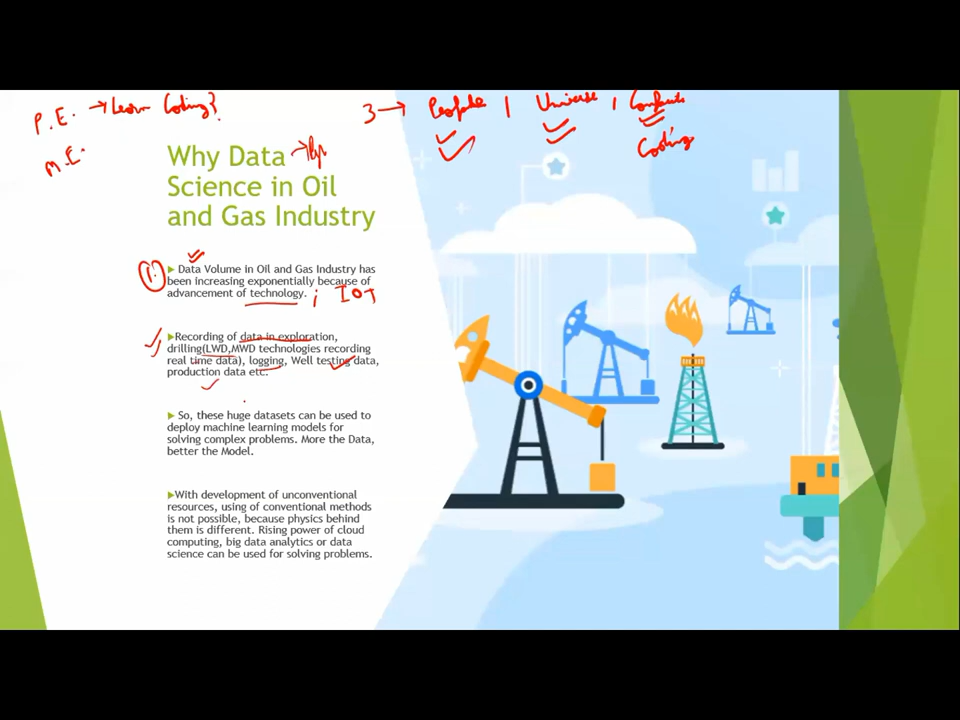 P.E. → Learn Coding?
3 → People | Universe | Computer
M.E.
Coding
Why Data
Science in Oil
and Gas Industry
1.
Data Volume in Oil and Gas Industry has
been increasing exponentially because of
advancement of technology. ; IOT
Recording of data in exploration,
drilling(LWD,MWD technologies recording
real time data), logging, Well testing data,
production data etc.
So, these huge datasets can be used to
deploy machine learning models for
solving complex problems. More the Data,
better the Model.
With development of unconventional
resources, using of conventional methods
is not possible, because physics behind
them is different. Rising power of cloud
computing, big data analytics or data
science can be used for solving problems.